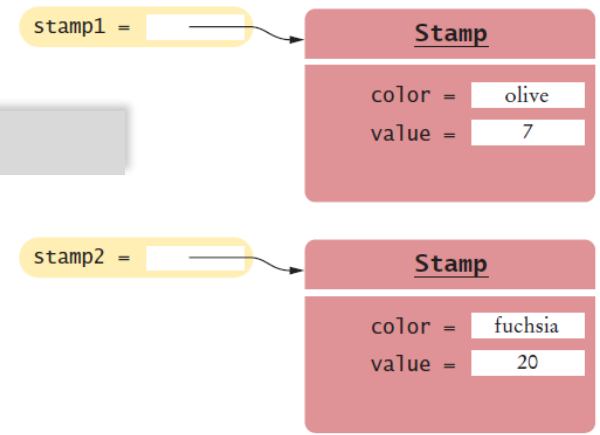 stamp1 =
Stamp
color = olive
value = 7
stamp2 =
Stamp
color = fuchsia
value = 20